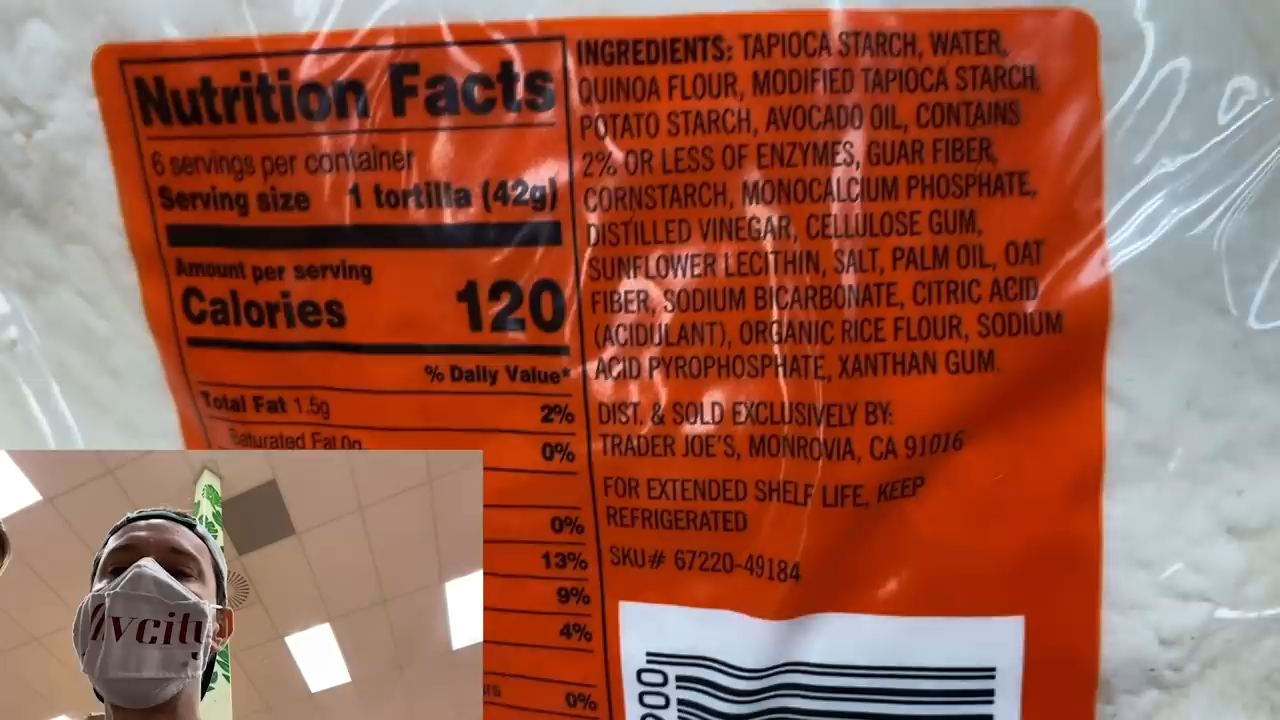 Nutrition Facts
6 servings per container
Serving size 1 tortilla (42g)
Amount per serving
Calories 120
% Daily Value*
Total Fat 1.5g 2%
Saturated Fat 0g 0%
0%
13%
9%
4%
0%
INGREDIENTS: TAPIOCA STARCH, WATER,
QUINOA FLOUR, MODIFIED TAPIOCA STARCH,
POTATO STARCH, AVOCADO OIL, CONTAINS
2% OR LESS OF ENZYMES, GUAR FIBER,
CORNSTARCH, MONOCALCIUM PHOSPHATE,
DISTILLED VINEGAR, CELLULOSE GUM,
SUNFLOWER LECITHIN, SALT, PALM OIL, OAT
FIBER, SODIUM BICARBONATE, CITRIC ACID
(ACIDULANT), ORGANIC RICE FLOUR, SODIUM
ACID PYROPHOSPHATE, XANTHAN GUM.
DIST. & SOLD EXCLUSIVELY BY:
TRADER JOE'S, MONROVIA, CA 91016
FOR EXTENDED SHELF LIFE, KEEP
REFRIGERATED
SKU# 67220-49184